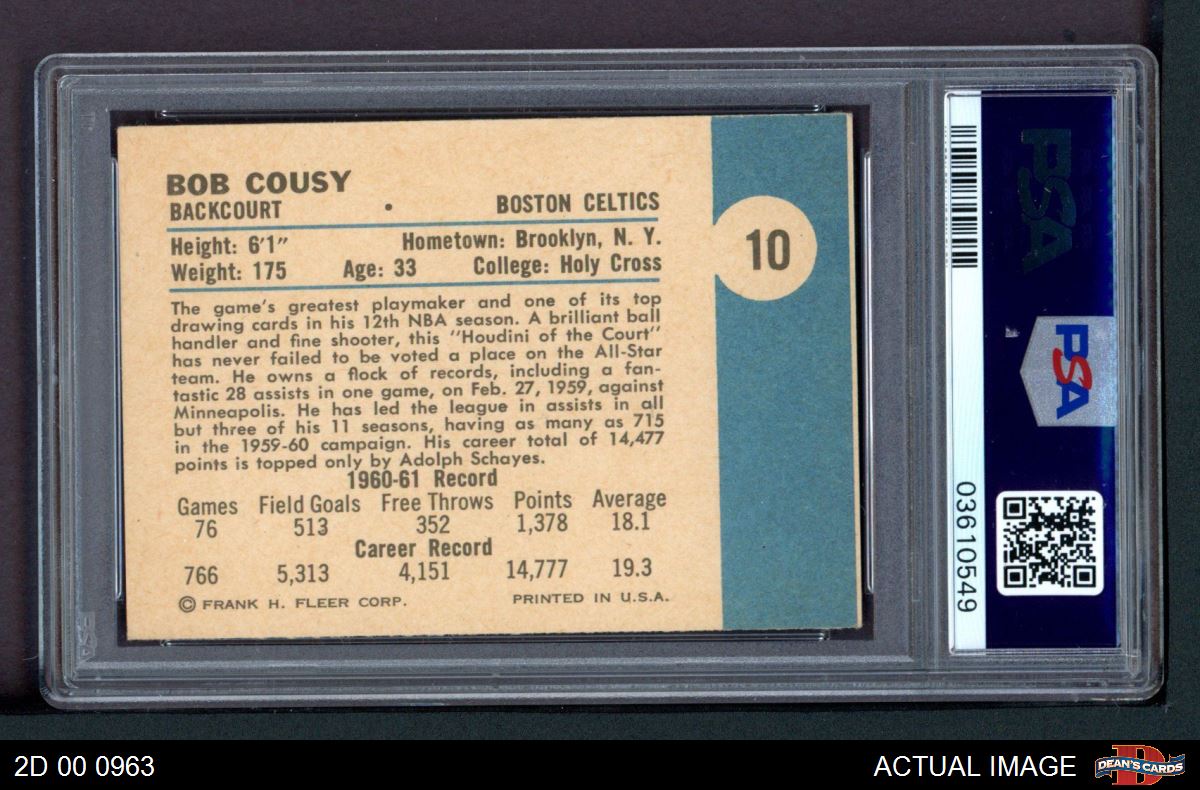 BOB COUSY
BACKCOURT • BOSTON CELTICS
Height: 6'1" Hometown: Brooklyn, N. Y.
Weight: 175 Age: 33 College: Holy Cross
10
The game's greatest playmaker and one of its top
drawing cards in his 12th NBA season. A brilliant ball
handler and fine shooter, this "Houdini of the Court"
has never failed to be voted a place on the All-Star
team. He owns a flock of records, including a fan-
tastic 28 assists in one game, on Feb. 27, 1959, against
Minneapolis. He has led the league in assists in all
but three of his 11 seasons, having as many as 715
in the 1959-60 campaign. His career total of 14,477
points is topped only by Adolph Schayes.
1960-61 Record
Games Field Goals Free Throws Points Average
76 513 352 1,378 18.1
Career Record
766 5,313 4,151 14,777 19.3
© FRANK H. FLEER CORP. PRINTED IN U.S.A.
PSA
PSA
03610549
PSA
2D 00 0963
ACTUAL IMAGE
DEAN'S CARDS